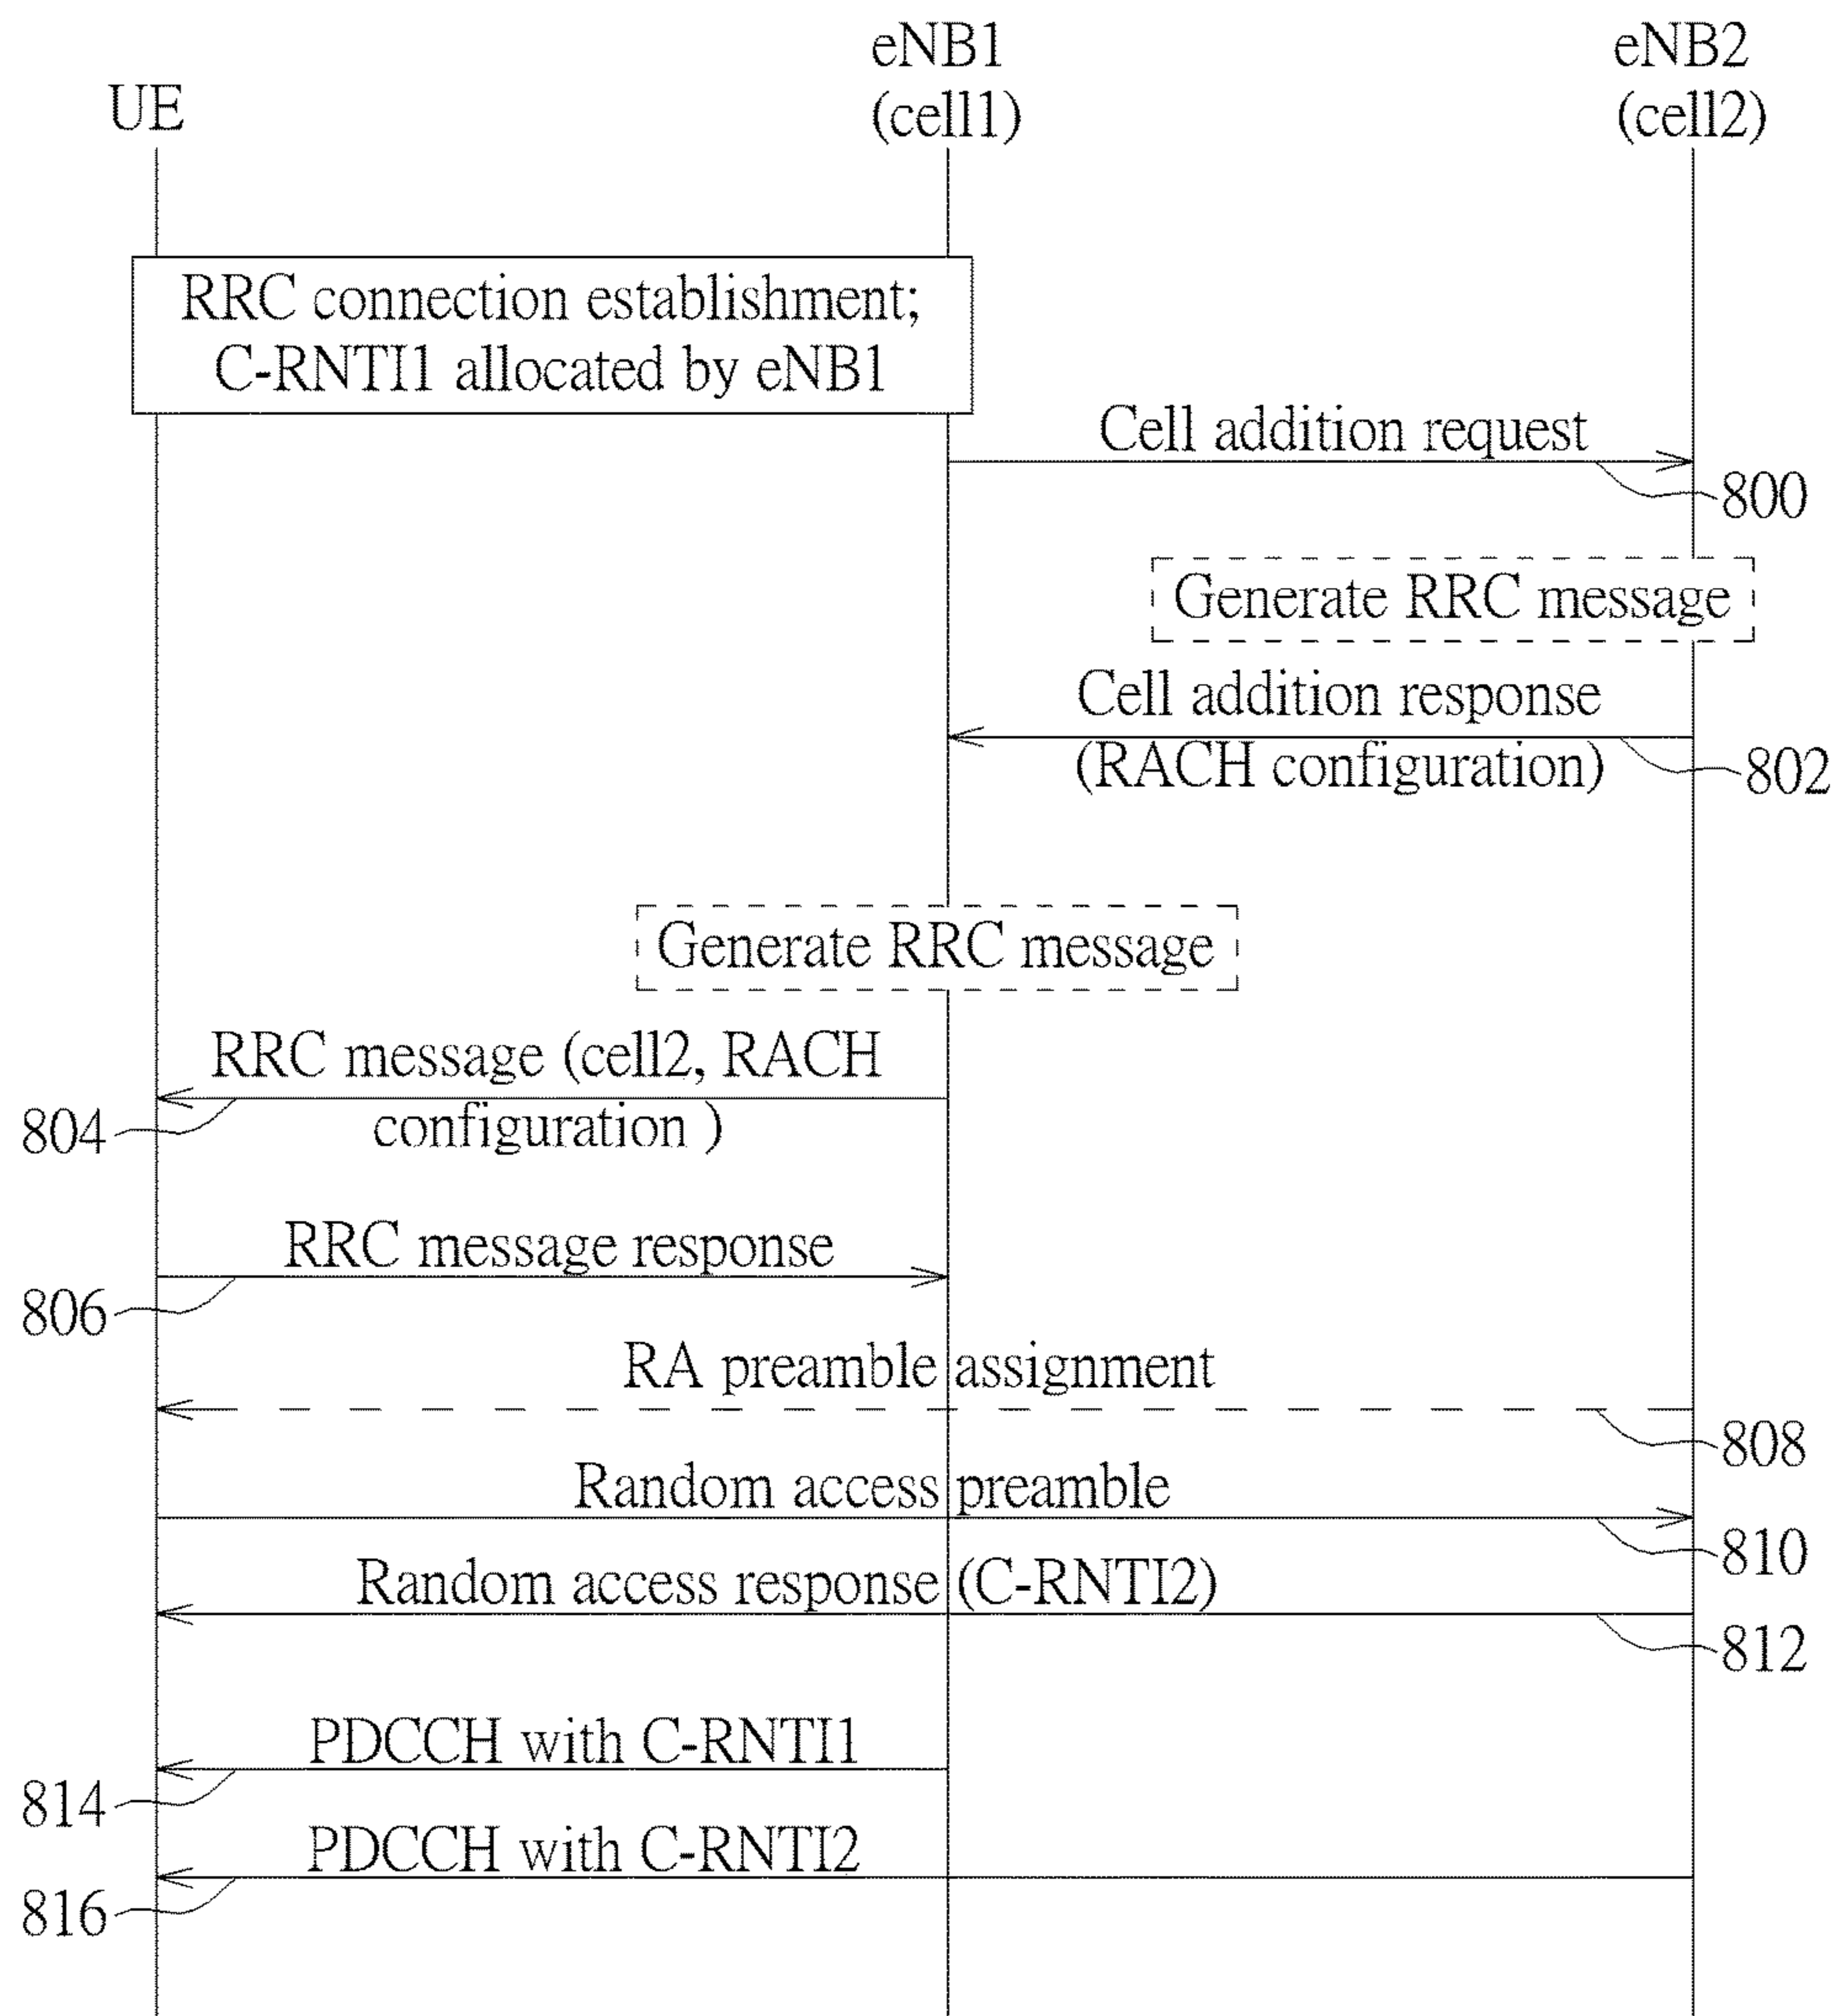 UE
eNB1
(cell1)
eNB2
(cell2)
RRC connection establishment;
C-RNTI1 allocated by eNB1
Cell addition request
800
Generate RRC message
Cell addition response
(RACH configuration)
802
Generate RRC message
RRC message (cell2, RACH
configuration )
804
RRC message response
806
RA preamble assignment
808
Random access preamble
810
Random access response (C-RNTI2)
812
PDCCH with C-RNTI1
814
PDCCH with C-RNTI2
816